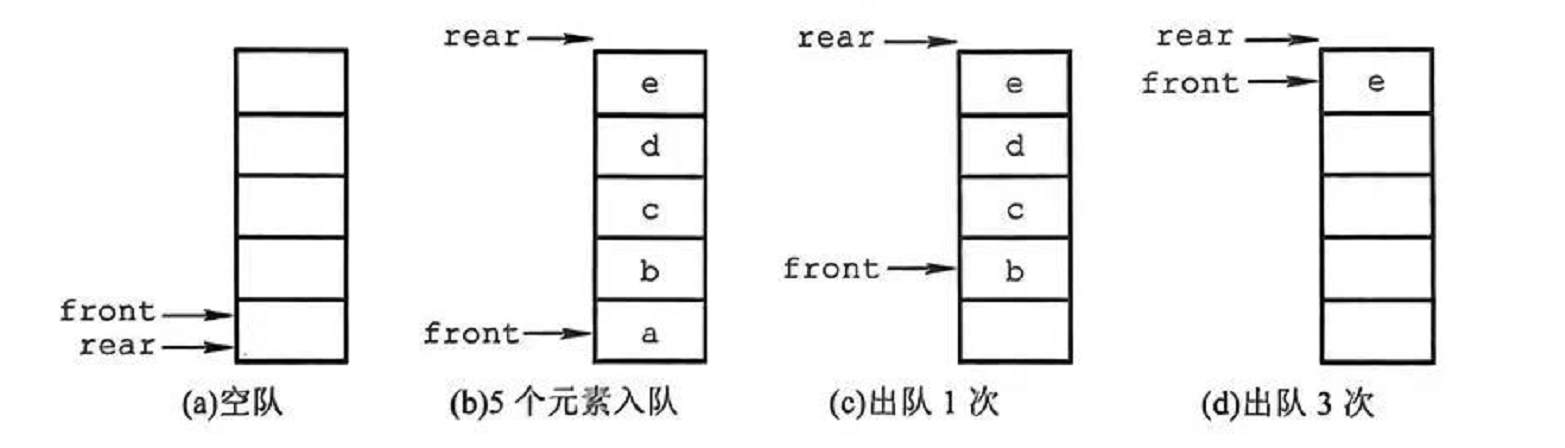 front
rear
(a)空队
rear
e
d
c
b
front
a
(b)5 个元素入队
rear
e
d
c
front
b
(c)出队 1 次
rear
front
e
(d)出队 3 次